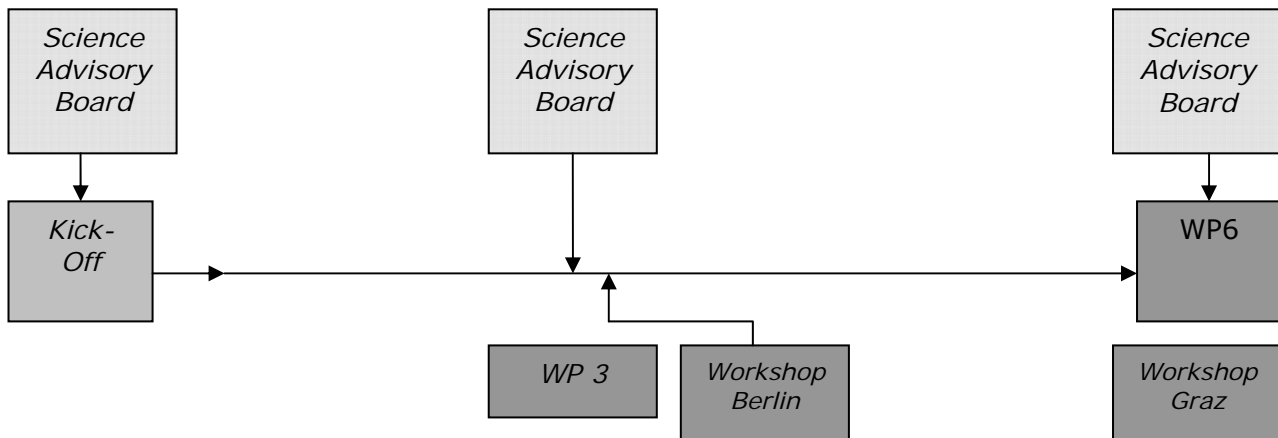 Science
Advisory
Board
Science
Advisory
Board
Science
Advisory
Board
Kick-
Off
WP6
WP 3
Workshop
Berlin
Workshop
Graz